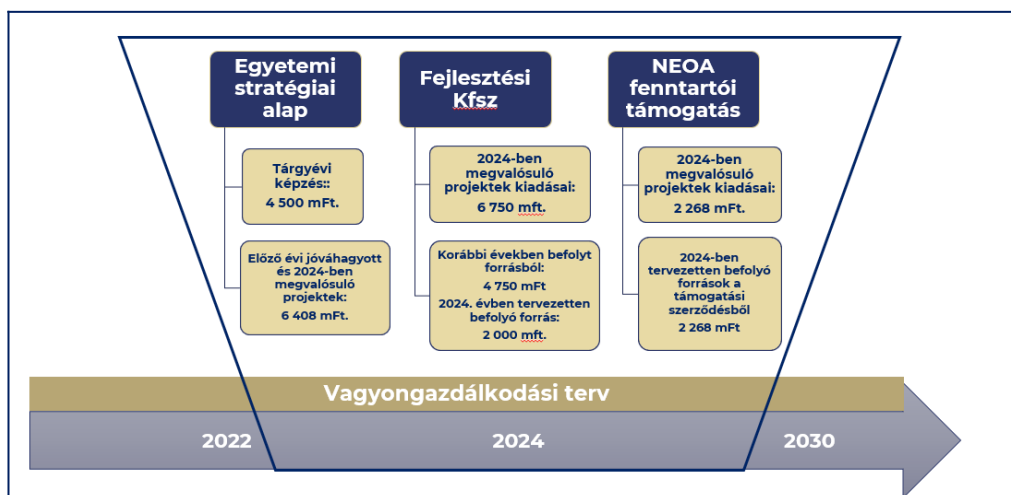 Egyetemi
stratégiai
alap
Tárgyévi
képzés::
4 500 mFt.
Előző évi jóváhagyott
és 2024-ben
megvalósuló
projektek:
6 408 mFt.
Fejlesztési
Kfsz
2024-ben
megvalósuló
projektek kiadásai:
6 750 mft.
Korábbi években befolyt
forrásból:
4 750 mFt
2024. évben tervezetten
befolyó forrás:
2 000 mft.
NEOA
fenntartói
támogatás
2024-ben
megvalósuló
projektek kiadásai:
2 268 mFt.
2024-ben
tervezetten befolyó
források a
támogatási
szerződésből
2 268 mFt
Vagyongazdálkodási terv
2022
2024
2030